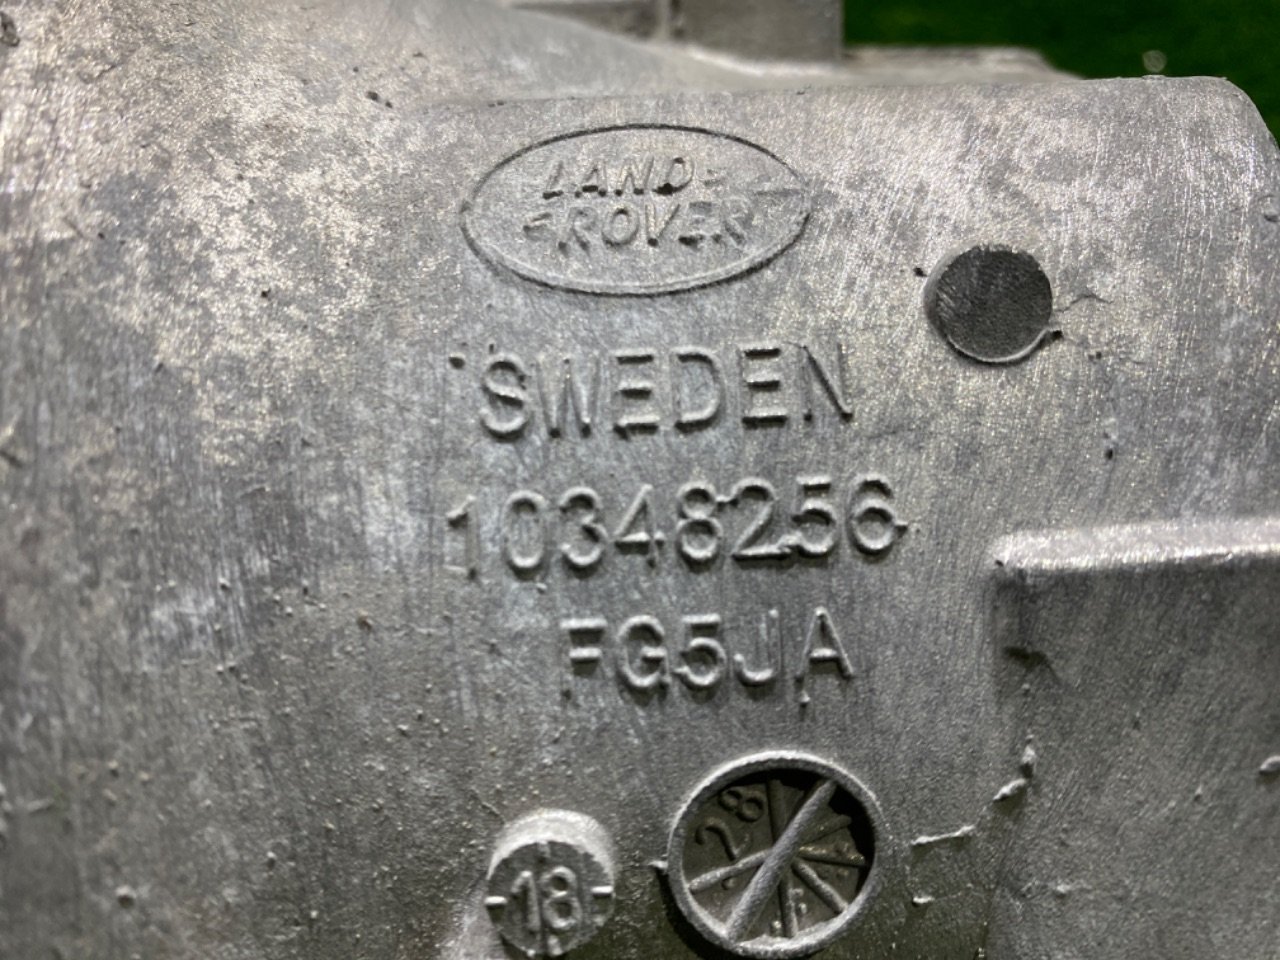 LAND-
-ROVER
SWEDEN
10348256
FG5JA
28
18